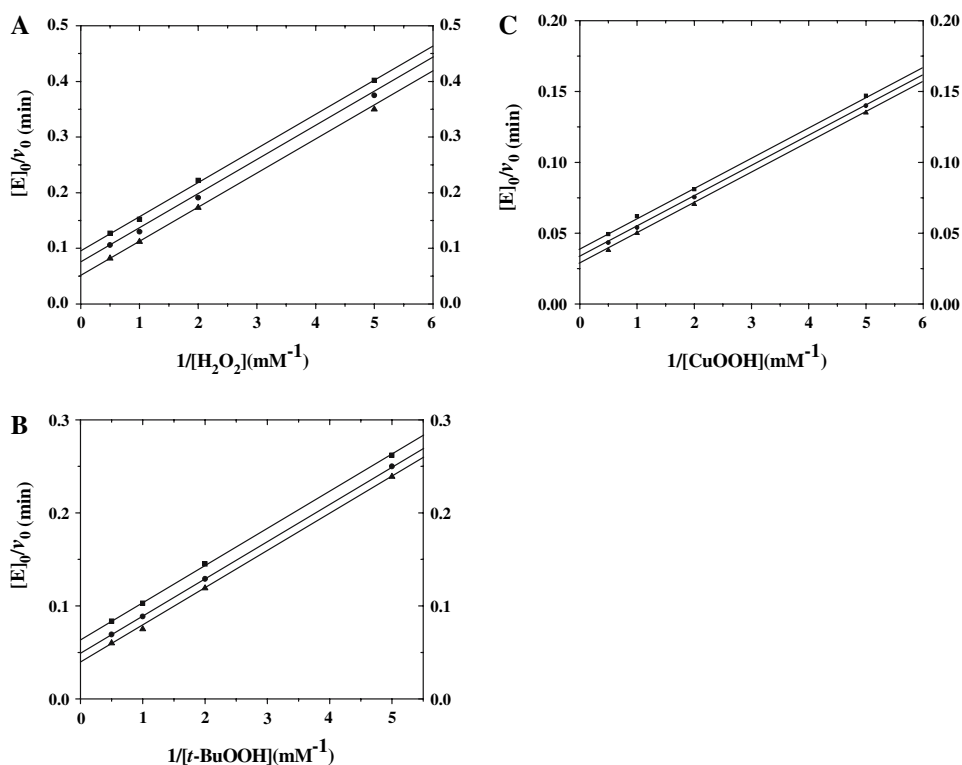 A
[E]₀/v₀ (min)
0.5
0.4
0.3
0.2
0.1
0.0
0.5
0.4
0.3
0.2
0.1
0.0
0 1 2 3 4 5 6
1/[H₂O₂](mM⁻¹)
C
[E]₀/v₀ (min)
0.20
0.15
0.10
0.05
0.00
0.20
0.15
0.10
0.05
0.00
0 1 2 3 4 5 6
1/[CuOOH](mM⁻¹)
B
[E]₀/v₀ (min)
0.3
0.2
0.1
0.0
0.3
0.2
0.1
0.0
0 1 2 3 4 5
1/[t-BuOOH](mM⁻¹)